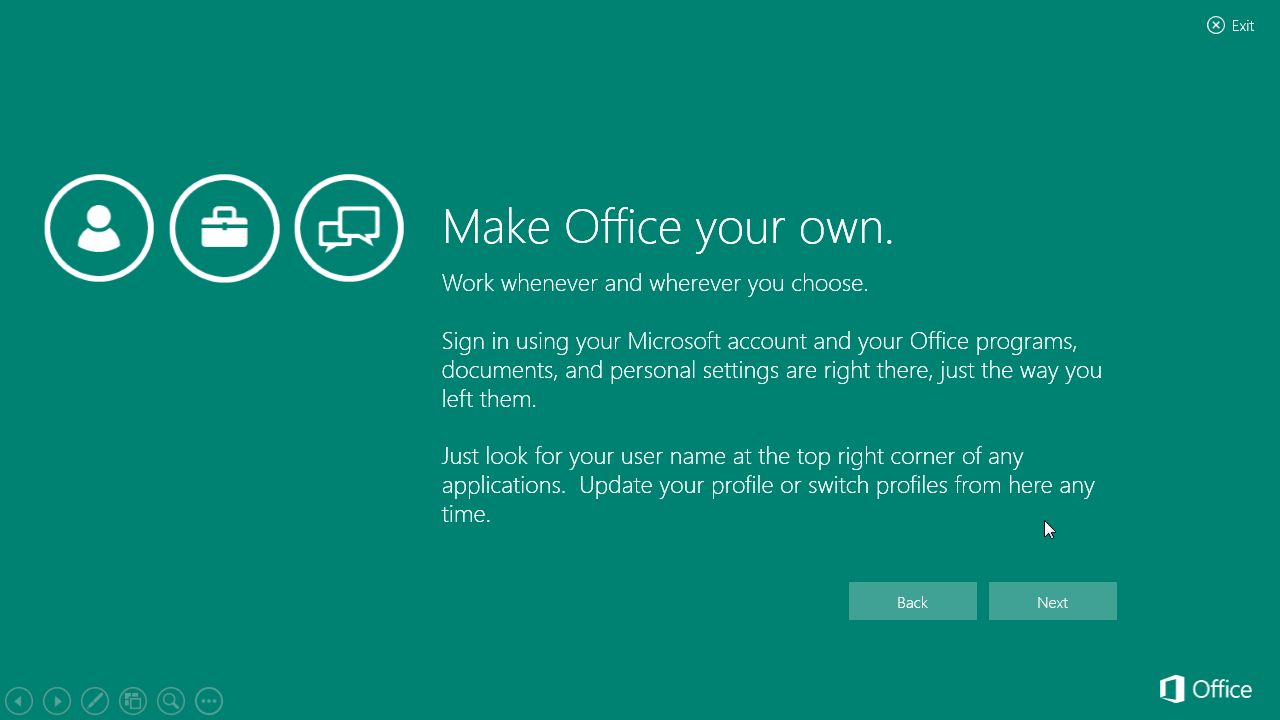 Exit
Make Office your own.
Work whenever and wherever you choose.
Sign in using your Microsoft account and your Office programs,
documents, and personal settings are right there, just the way you
left them.
Just look for your user name at the top right corner of any
applications.  Update your profile or switch profiles from here any
time.
Back
Next
Office